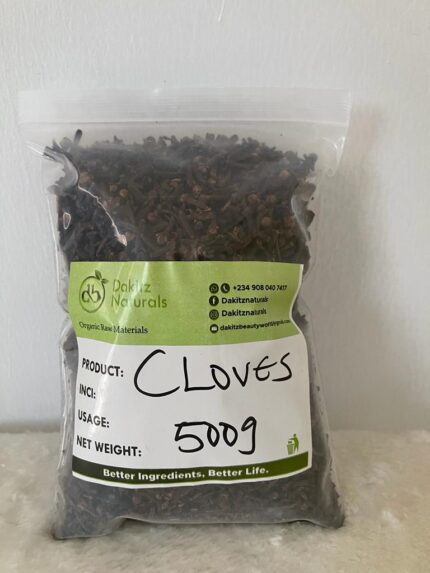 db
Dakitz
Naturals
Organic Raw Materials
+234 908 040 7417
Dakitznaturals
Dakitznaturals
PRODUCT: CLOVES
INCI:
USAGE:
NET WEIGHT: 500g
Better Ingredients, Better Life.